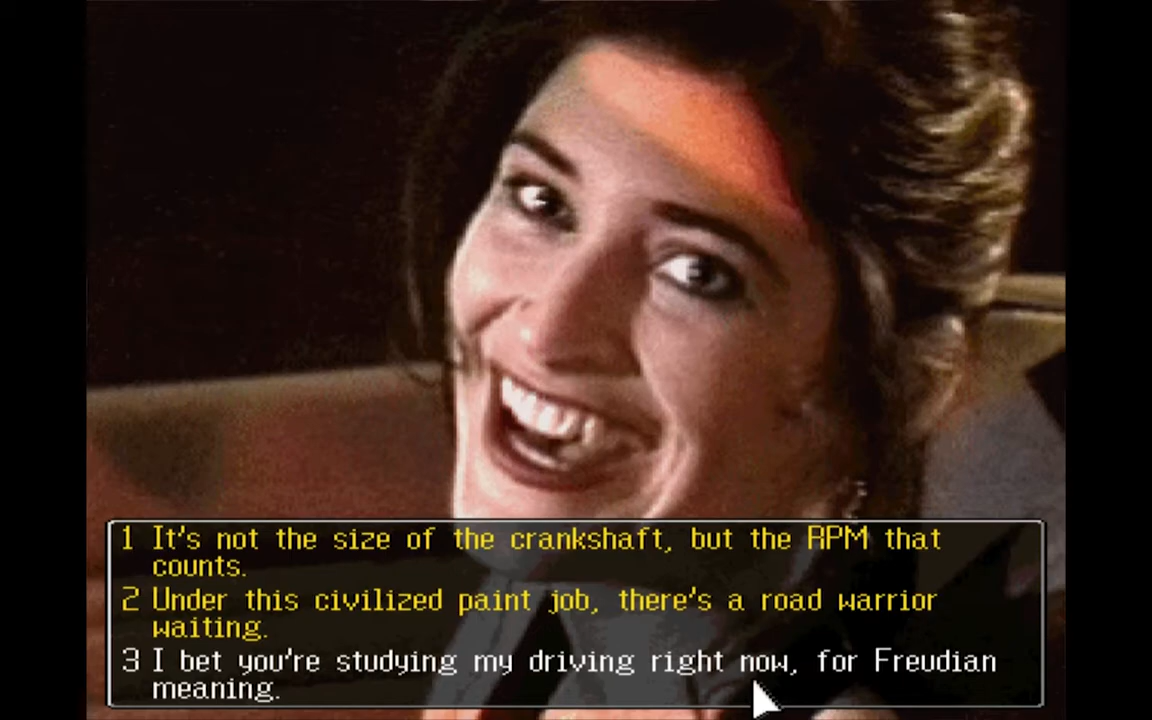 1 It's not the size of the crankshaft, but the RPM that
counts.
2 Under this civilized paint job, there's a road warrior
waiting.
3 I bet you're studying my driving right now, for Freudian
meaning.